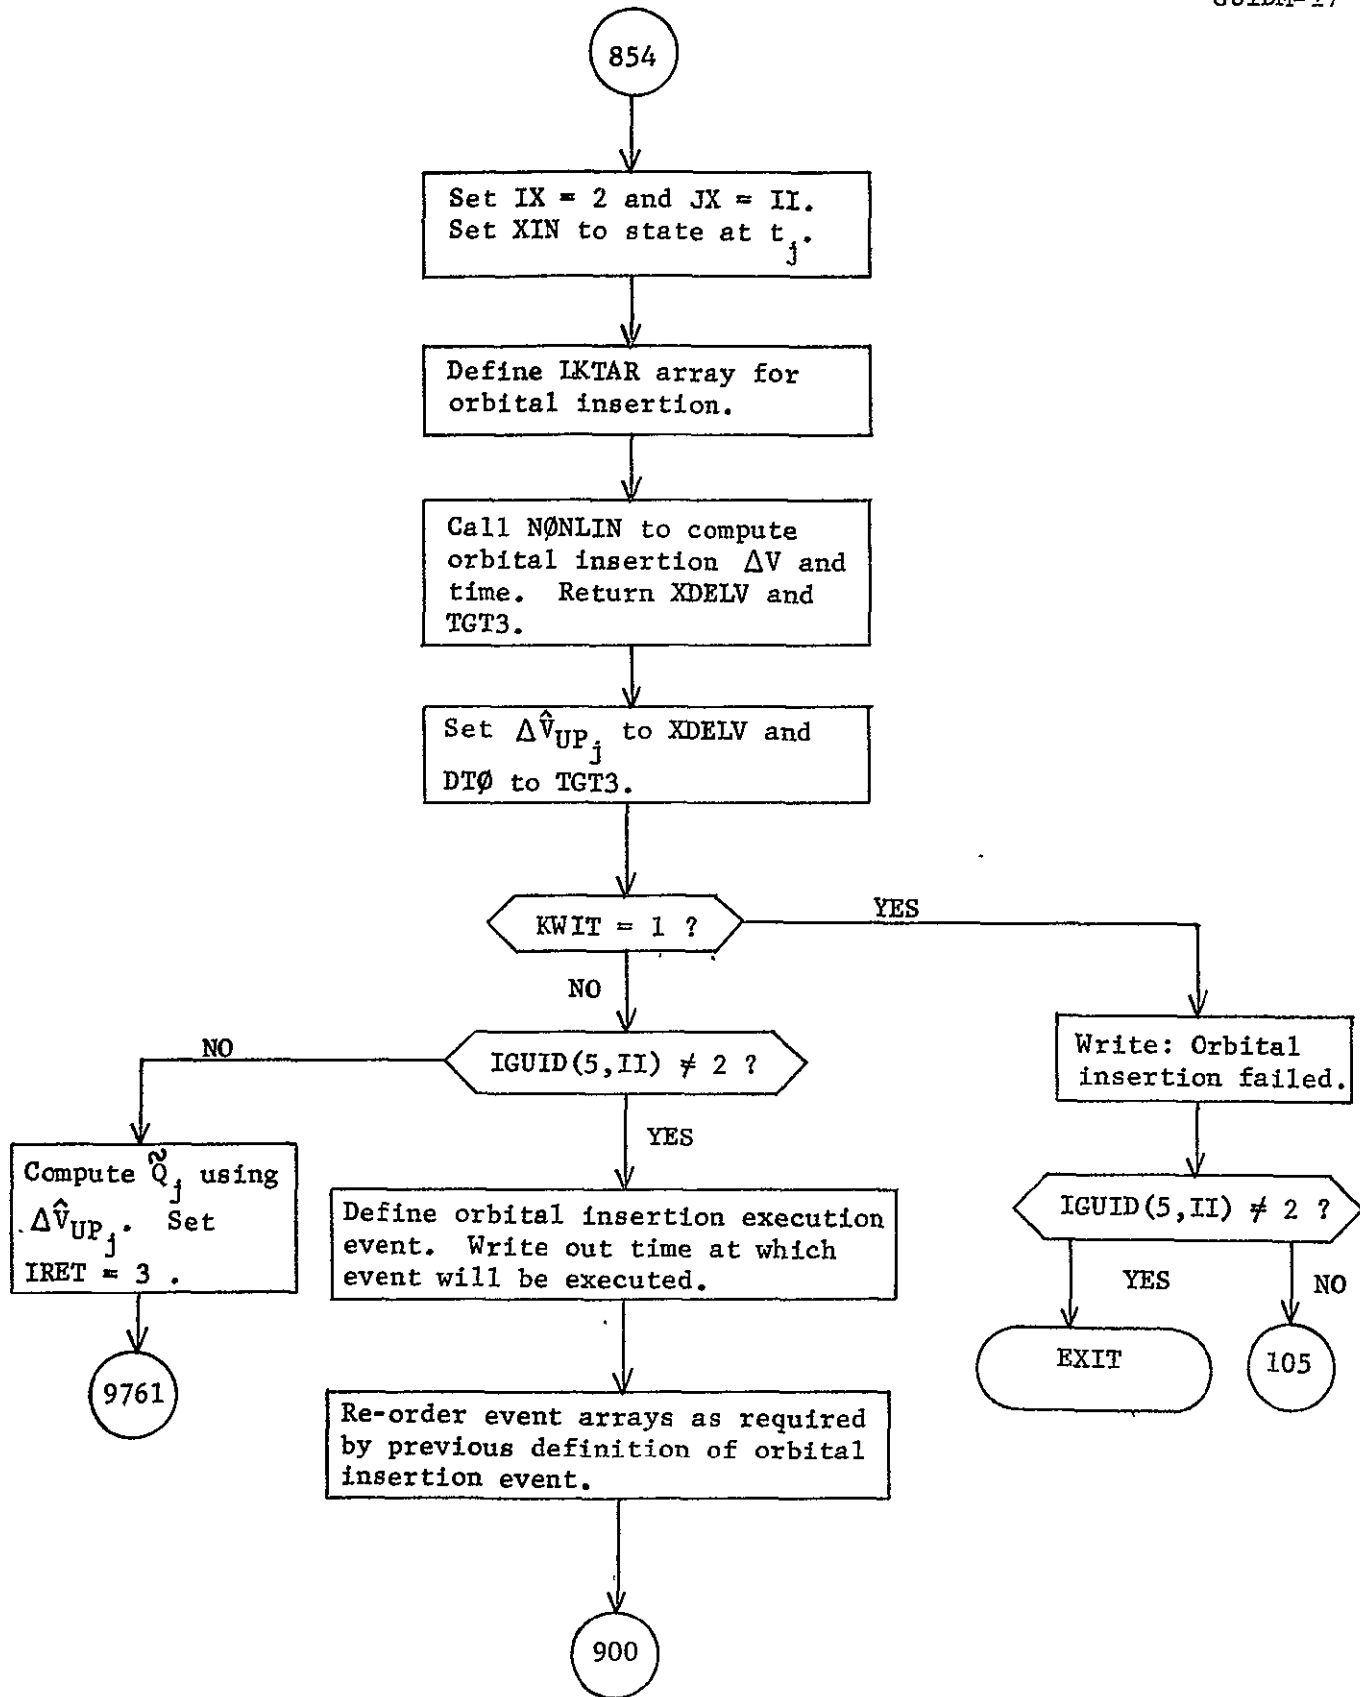 854
Set IX = 2 and JX = II.
Set XIN to state at t_j.
Define LKTAR array for
orbital insertion.
Call NØNLIN to compute
orbital insertion ΔV and
time. Return XDELV and
TGT3.
Set ΔV̂_UP_j to XDELV and
DTØ to TGT3.
KWIT = 1 ?
YES
NO
IGUID(5,II) ≠ 2 ?
NO
YES
Write: Orbital
insertion failed.
IGUID(5,II) ≠ 2 ?
YES
NO
EXIT
105
Compute Q̃_j using
ΔV̂_UP_j. Set
IRET = 3 .
9761
Define orbital insertion execution
event. Write out time at which
event will be executed.
Re-order event arrays as required
by previous definition of orbital
insertion event.
900